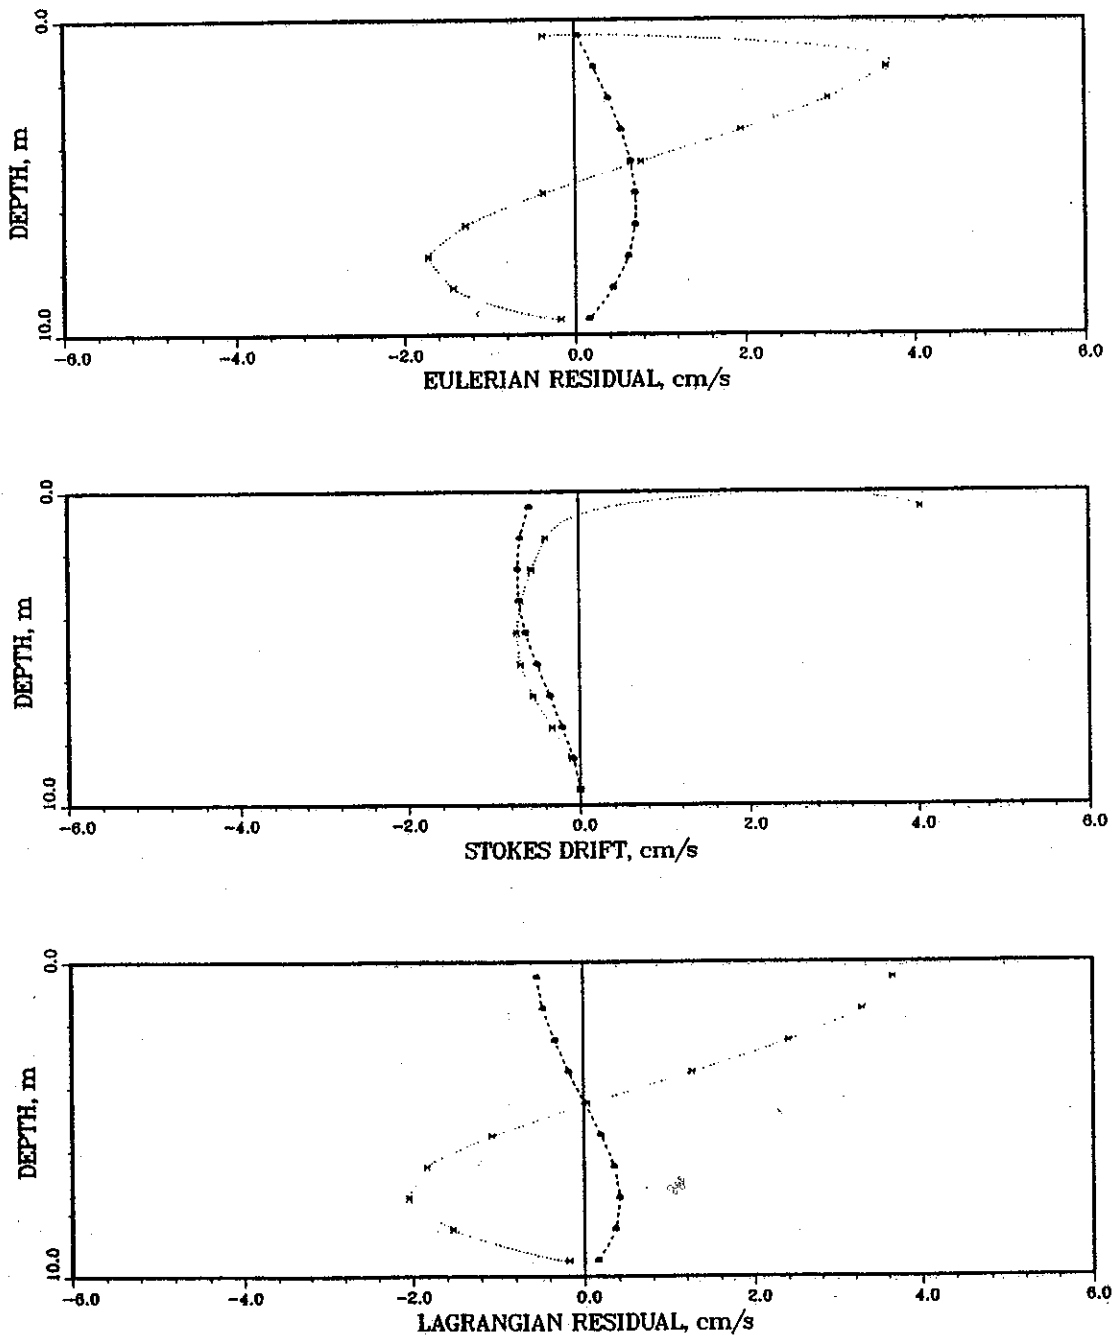 0.0
DEPTH, m
10.0
-6.0 -4.0 -2.0 0.0 2.0 4.0 6.0
EULERIAN RESIDUAL, cm/s
0.0
DEPTH, m
10.0
-6.0 -4.0 -2.0 0.0 2.0 4.0 6.0
STOKES DRIFT, cm/s
0.0
DEPTH, m
10.0
-6.0 -4.0 -2.0 0.0 2.0 4.0 6.0
LAGRANGIAN RESIDUAL, cm/s